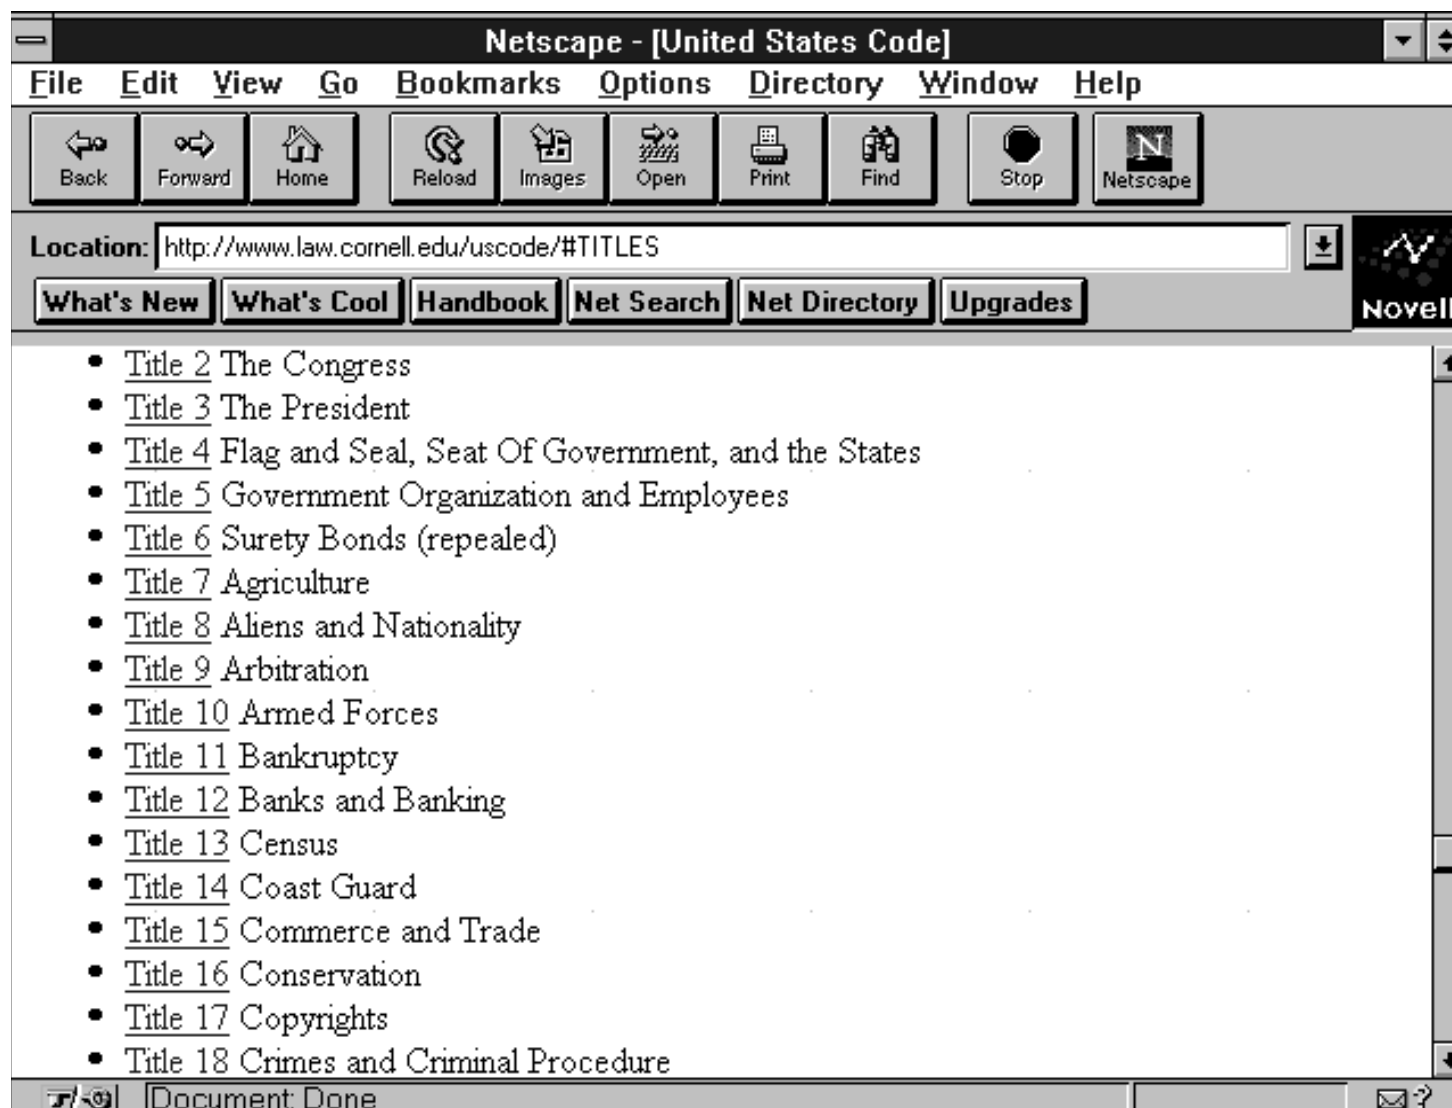 Netscape - [United States Code]
File Edit View Go Bookmarks Options Directory Window Help
Back Forward Home Reload Images Open Print Find Stop N Netscape
Location: http://www.law.cornell.edu/uscode/#TITLES
What's New What's Cool Handbook Net Search Net Directory Upgrades Novell
• Title 2 The Congress
• Title 3 The President
• Title 4 Flag and Seal, Seat Of Government, and the States
• Title 5 Government Organization and Employees
• Title 6 Surety Bonds (repealed)
• Title 7 Agriculture
• Title 8 Aliens and Nationality
• Title 9 Arbitration
• Title 10 Armed Forces
• Title 11 Bankruptcy
• Title 12 Banks and Banking
• Title 13 Census
• Title 14 Coast Guard
• Title 15 Commerce and Trade
• Title 16 Conservation
• Title 17 Copyrights
• Title 18 Crimes and Criminal Procedure
Document: Done ?